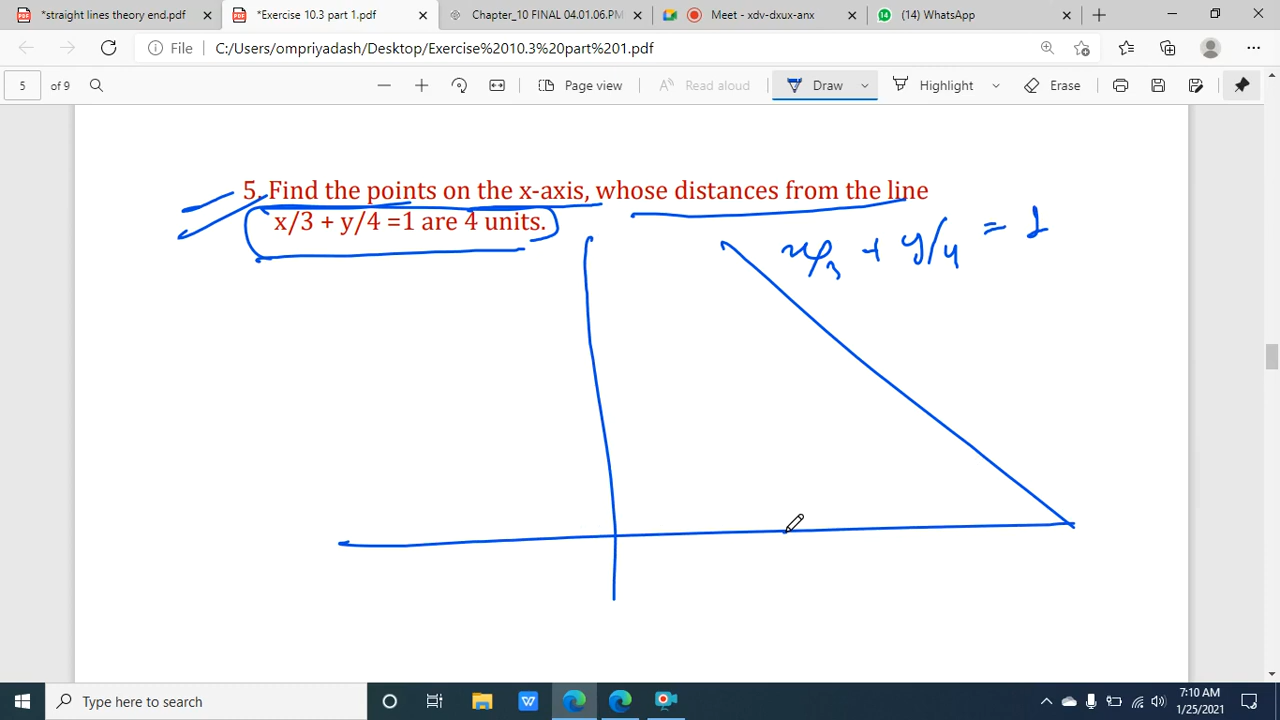 *straight lines theory end.pdf
*Exercise 10.3 part 1.pdf
Chapter_10 FINAL 04.01.06.PM
Meet - xdv-dxux-anx
(14) WhatsApp
File
C:/Users/ompriyadash/Desktop/Exercise%2010.3%20part%201.pdf
5 of 9
Page view
Read aloud
Draw
Highlight
Erase
5. Find the points on the x-axis, whose distances from the line
x/3 + y/4 =1 are 4 units.
x/3 + y/4 = 1
Type here to search
7:10 AM
1/25/2021